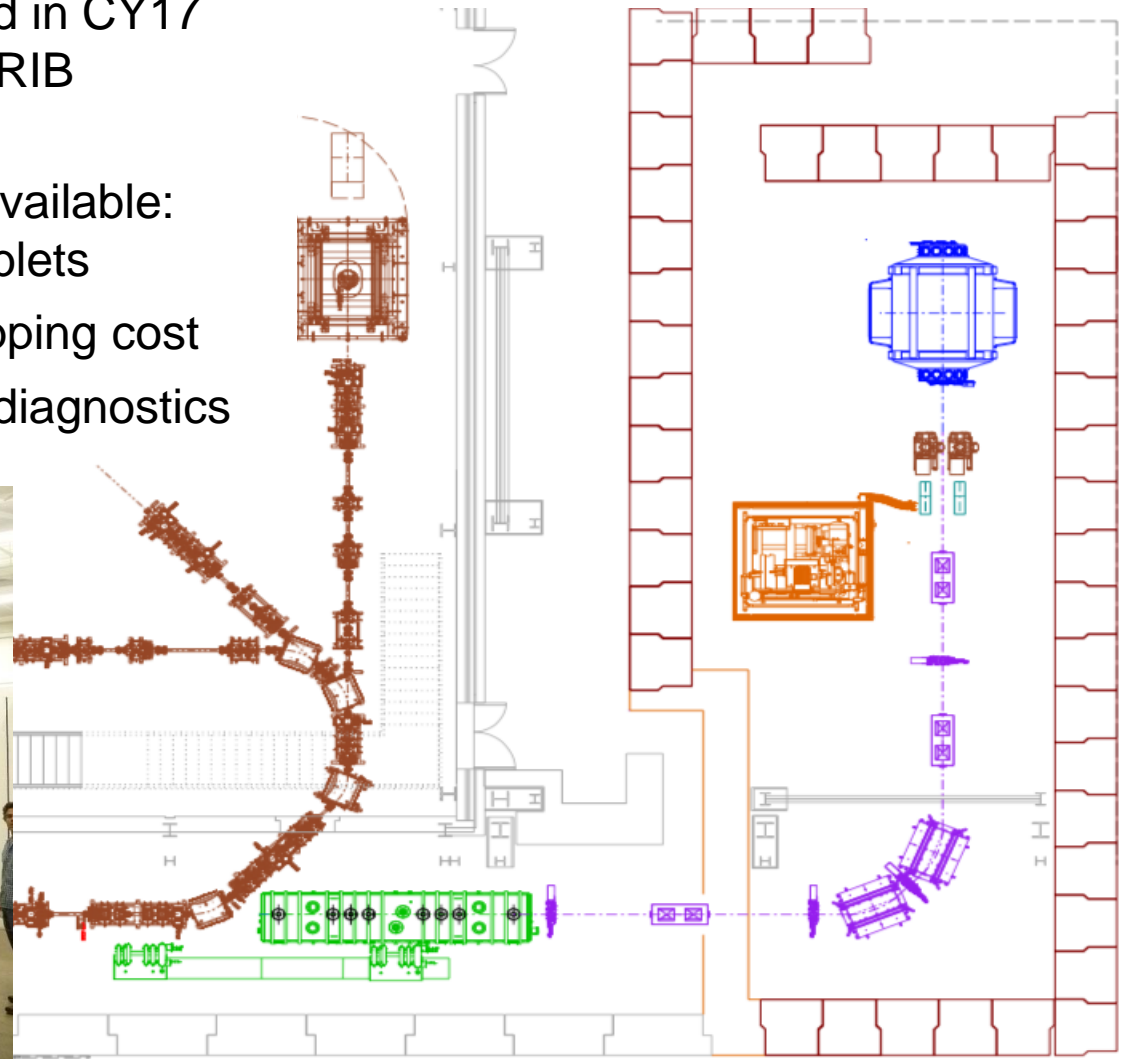 d in CY17
RIB
vailable:
plets
pping cost
diagnostics